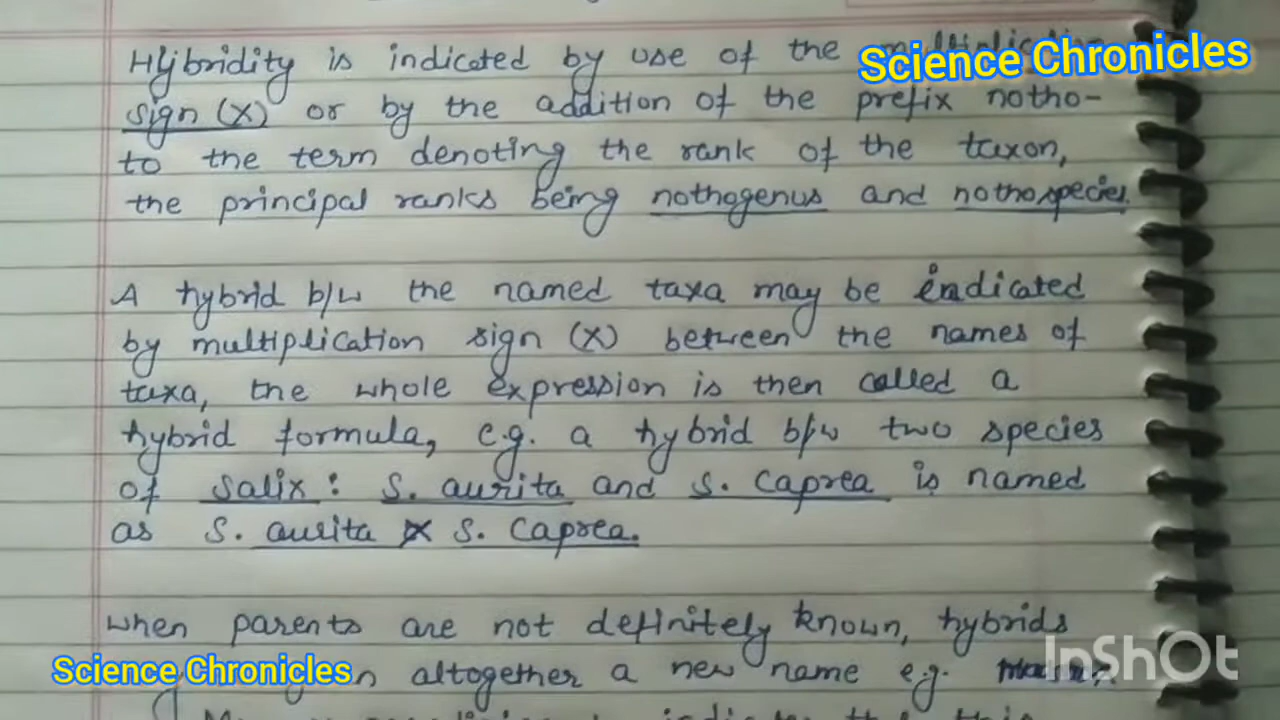 Hybridity is indicated by use of the
Science Chronicles
sign (X) or by the addition of the prefix notho-
to the term denoting the rank of the taxon,
the principal ranks being nothogenus and nothospecies.
A hybrid b/w the named taxa may be indicated
by multiplication sign (X) between the names of
taxa, the whole expression is then called a
hybrid formula, e.g. a hybrid b/w two species
of Salix: S. aurita and S. Caprea is named
as S. aurita X S. Caprea.
when parents are not definitely known, hybrids
InShOt
Science Chronicles
altogether a new name e.g.